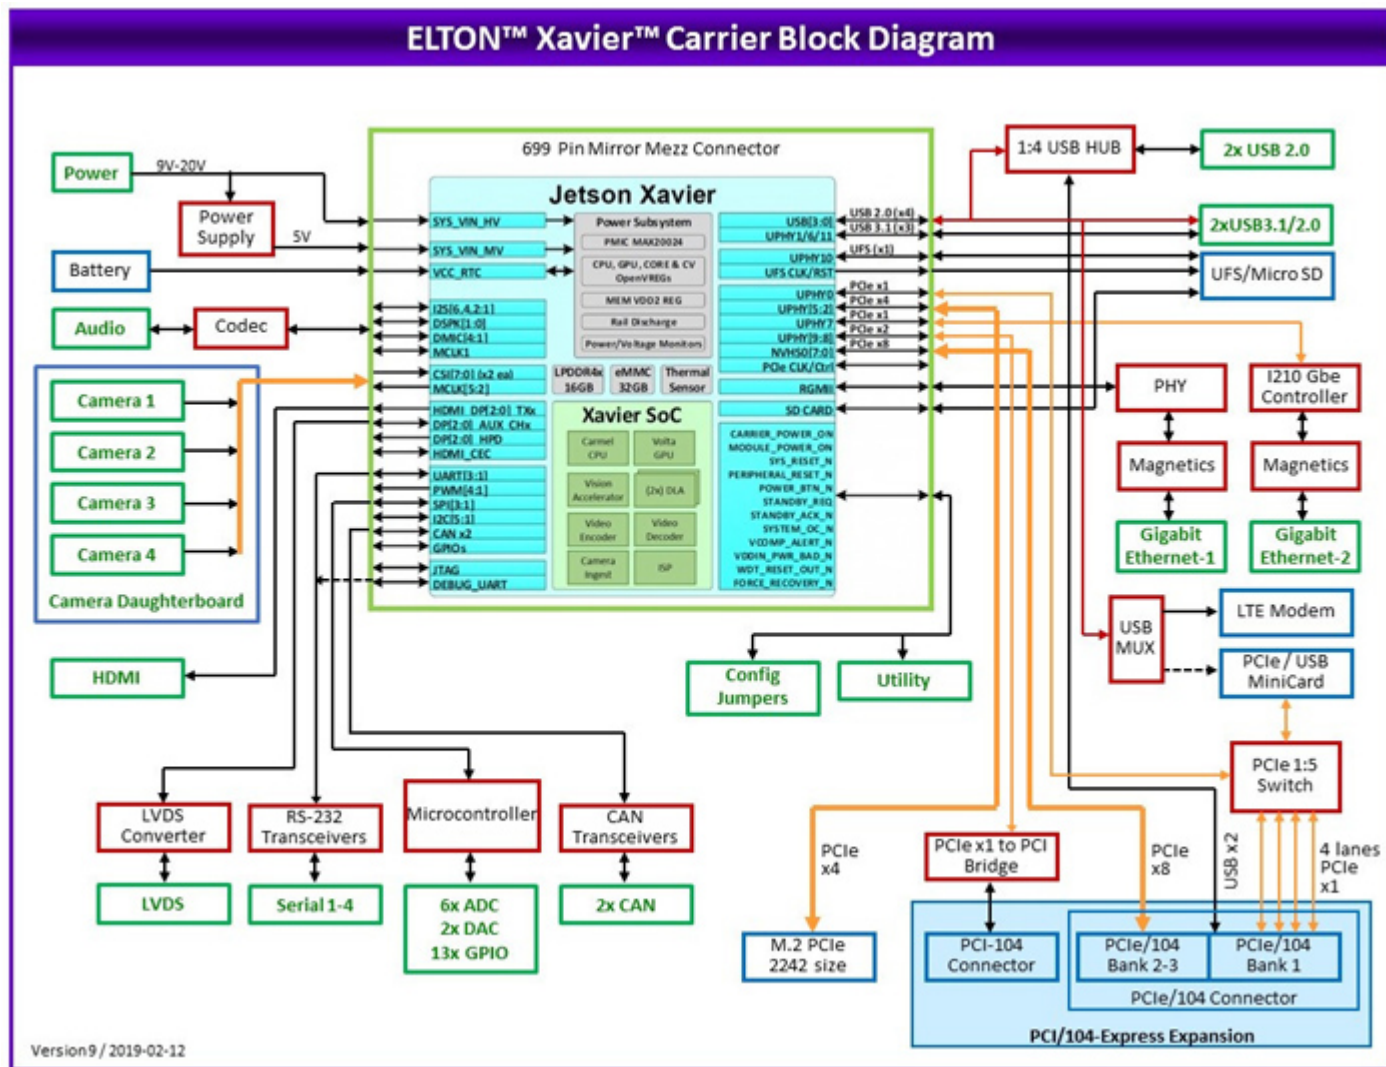 ELTON™ Xavier™ Carrier Block Diagram
699 Pin Mirror Mezz Connector
Jetson Xavier
Power
9V-20V
Power
Supply
5V
Battery
Audio
Codec
Camera 1
Camera 2
Camera 3
Camera 4
Camera Daughterboard
HDMI
SYS_VIN_HV
SYS_VIN_MV
VCC_RTC
I2S[6,4,2:1]
DSPK[1:0]
DMIC[4:1]
MCLK1
CSI[7:0] (x2 ea)
MCLK[5:2]
HDMI_DP[2:0]_TXx
DP[2:0]_AUX_CHx
DP[2:0]_HPD
HDMI_CEC
UART[3:1]
PWM[4:1]
SPI[3:1]
I2C[5:1]
CAN x2
GPIOs
JTAG
DEBUG_UART
Power Subsystem
PMIC MAX20024
CPU, GPU, CORE & CV
OpenVREGs
MEM VDD2 REG
Rail Discharge
Power/Voltage Monitors
LPDDR4x
16GB
eMMC
32GB
Thermal
Sensor
Xavier SoC
Carmel
CPU
Volta
GPU
Vision
Accelerator
(2x) DLA
Video
Encoder
Video
Decoder
Camera
Ingest
ISP
USB[3:0]
UPHY1/6/11
UPHY10
UFS CLK/RST
UPHY0
UPHY[5:2]
UPHY7
UPHY[9:8]
NVHS0[7:0]
PCIe CLK/Ctrl
RGMII
SD CARD
CARRIER_POWER_ON
MODULE_POWER_ON
SYS_RESET_N
PERIPHERAL_RESET_N
POWER_BTN_N
STANDBY_REQ
STANDBY_ACK_N
SYSTEM_OC_N
VCOMP_ALERT_N
VDDIN_PWR_BAD_N
WDT_RESET_OUT_N
FORCE_RECOVERY_N
USB 2.0 (x4)
USB 3.1 (x3)
UFS (x1)
PCIe x1
PCIe x4
PCIe x1
PCIe x2
PCIe x8
1:4 USB HUB
2x USB 2.0
2xUSB3.1/2.0
UFS/Micro SD
PHY
I210 Gbe
Controller
Magnetics
Magnetics
Gigabit
Ethernet-1
Gigabit
Ethernet-2
USB
MUX
LTE Modem
PCIe / USB
MiniCard
PCIe 1:5
Switch
Config
Jumpers
Utility
LVDS
Converter
RS-232
Transceivers
Microcontroller
CAN
Transceivers
LVDS
Serial 1-4
6x ADC
2x DAC
13x GPIO
2x CAN
PCIe
x4
PCIe x1 to PCI
Bridge
PCIe
x8
USB x2
4 lanes
PCIe
x1
M.2 PCIe
2242 size
PCI-104
Connector
PCIe/104
Bank 2-3
PCIe/104
Bank 1
PCIe/104 Connector
PCI/104-Express Expansion
Version 9 / 2019-02-12